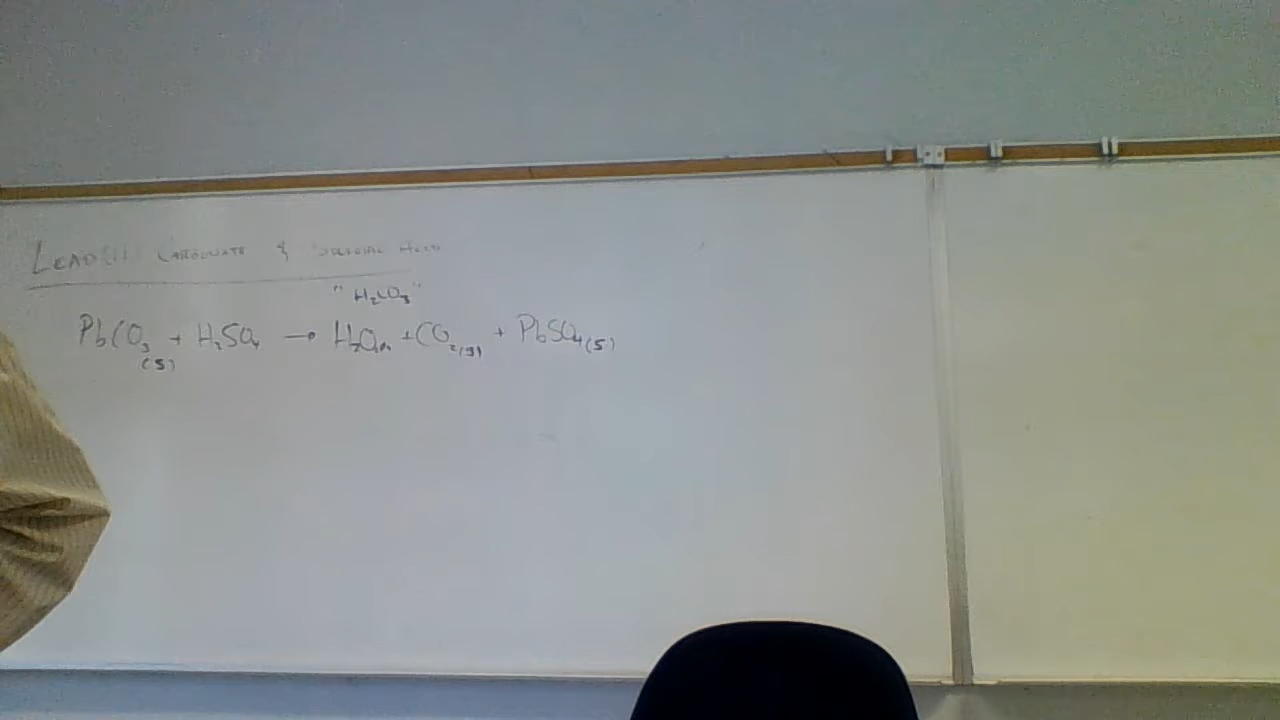 LEAD(II) CARBONATE & SULFURIC ACID
"H₂CO₃"
PbCO₃(s) + H₂SO₄ → H₂O(l) + CO₂(g) + PbSO₄(s)